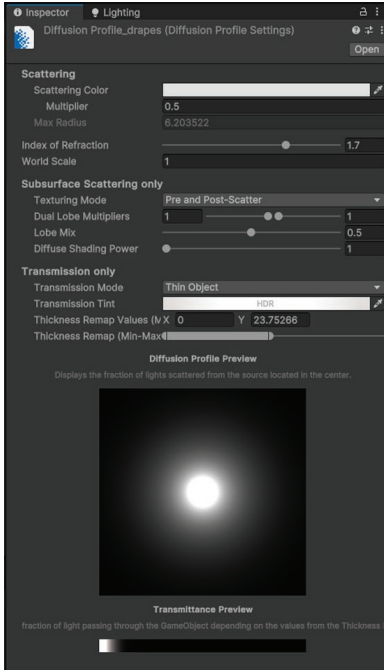 Inspector
Lighting
Diffusion Profile_drapes (Diffusion Profile Settings)
Open
Scattering
Scattering Color
Multiplier 0.5
Max Radius 6.203522
Index of Refraction 1.7
World Scale 1
Subsurface Scattering only
Texturing Mode Pre and Post-Scatter
Dual Lobe Multipliers 1 1
Lobe Mix 0.5
Diffuse Shading Power 1
Transmission only
Transmission Mode Thin Object
Transmission Tint HDR
Thickness Remap Values (M X 0 Y 23.75266
Thickness Remap (Min-Max
Diffusion Profile Preview
Displays the fraction of lights scattered from the source located in the center.
Transmittance Preview
fraction of light passing through the GameObject depending on the values from the Thickness